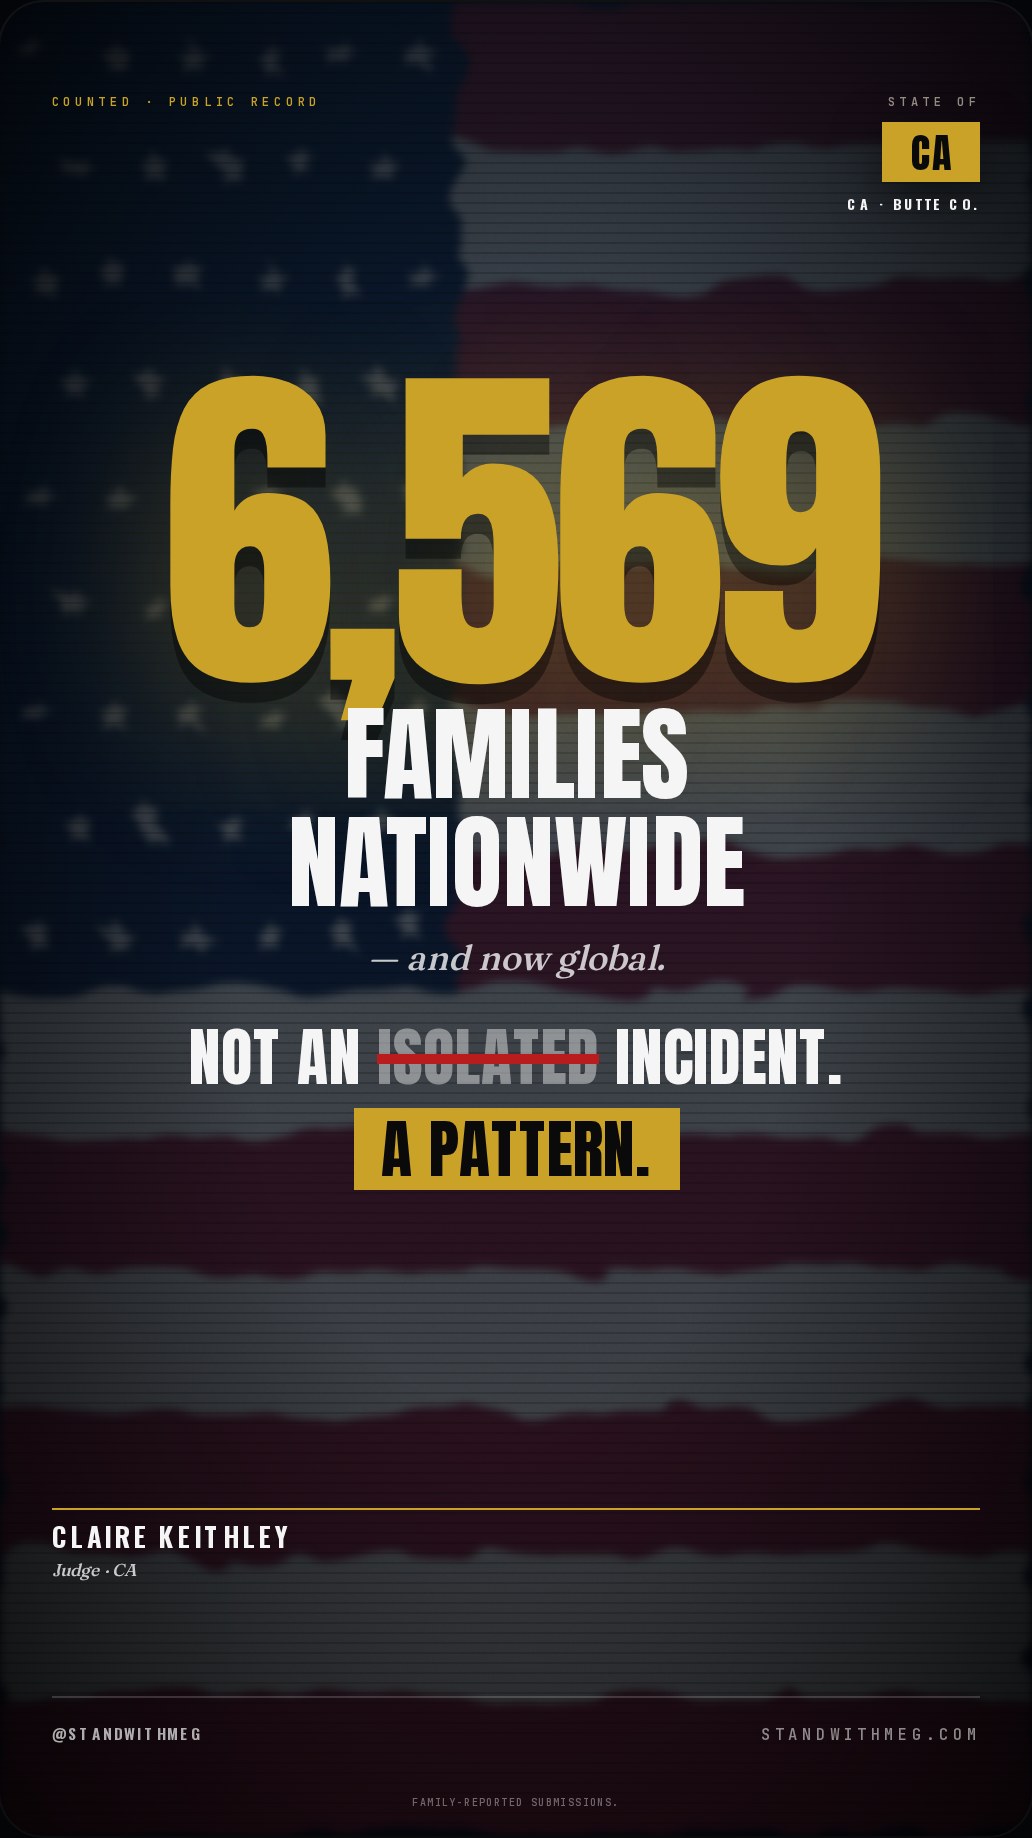 COUNTED · PUBLIC RECORD
STATE OF
CA
CA · BUTTE CO.
6,569
FAMILIES
NATIONWIDE
— and now global.
NOT AN ISOLATED INCIDENT.
A PATTERN.
CLAIRE KEITHLEY
Judge · CA
@STANDWITHMEG
STANDWITHMEG.COM
FAMILY-REPORTED SUBMISSIONS.